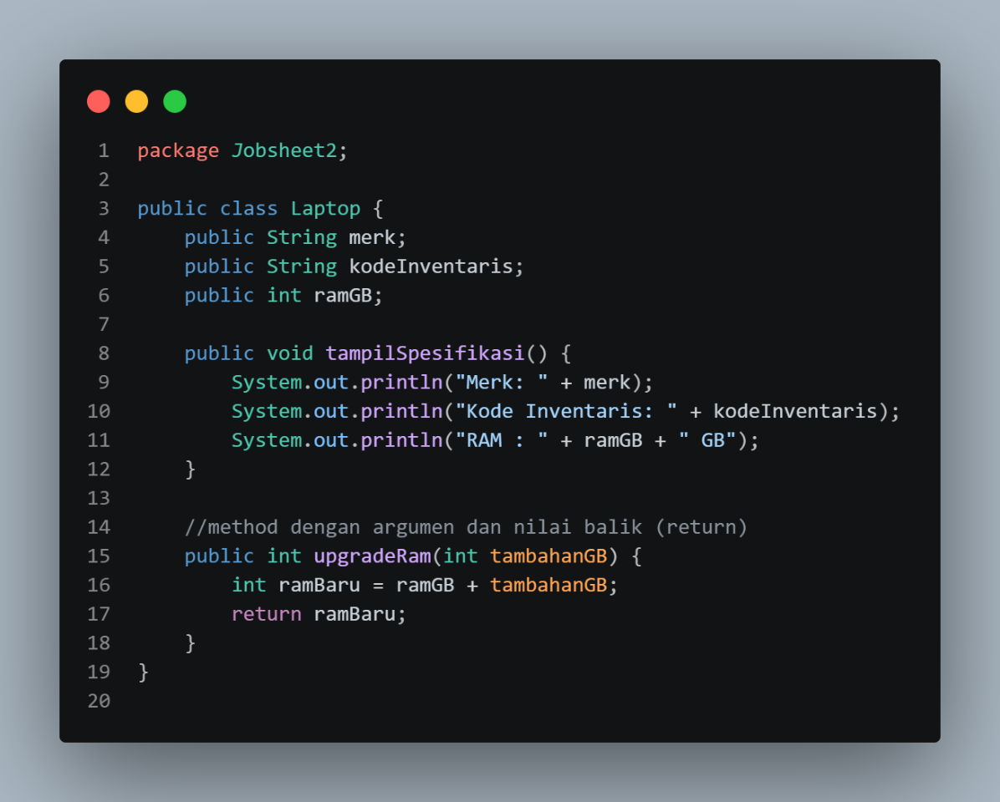 1 package Jobsheet2;
2
3 public class Laptop {
4     public String merk;
5     public String kodeInventaris;
6     public int ramGB;
7
8     public void tampilSpesifikasi() {
9         System.out.println("Merk: " + merk);
10         System.out.println("Kode Inventaris: " + kodeInventaris);
11         System.out.println("RAM : " + ramGB + " GB");
12     }
13
14     //method dengan argumen dan nilai balik (return)
15     public int upgradeRam(int tambahanGB) {
16         int ramBaru = ramGB + tambahanGB;
17         return ramBaru;
18     }
19 }
20